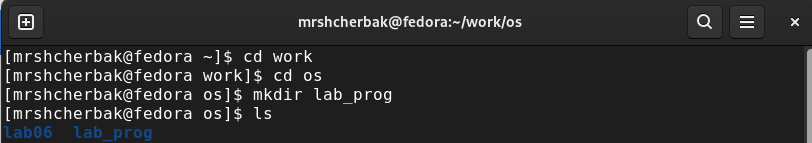 mrshcherbak@fedora:~/work/os
[mrshcherbak@fedora ~]$ cd work
[mrshcherbak@fedora work]$ cd os
[mrshcherbak@fedora os]$ mkdir lab_prog
[mrshcherbak@fedora os]$ ls
lab06  lab_prog